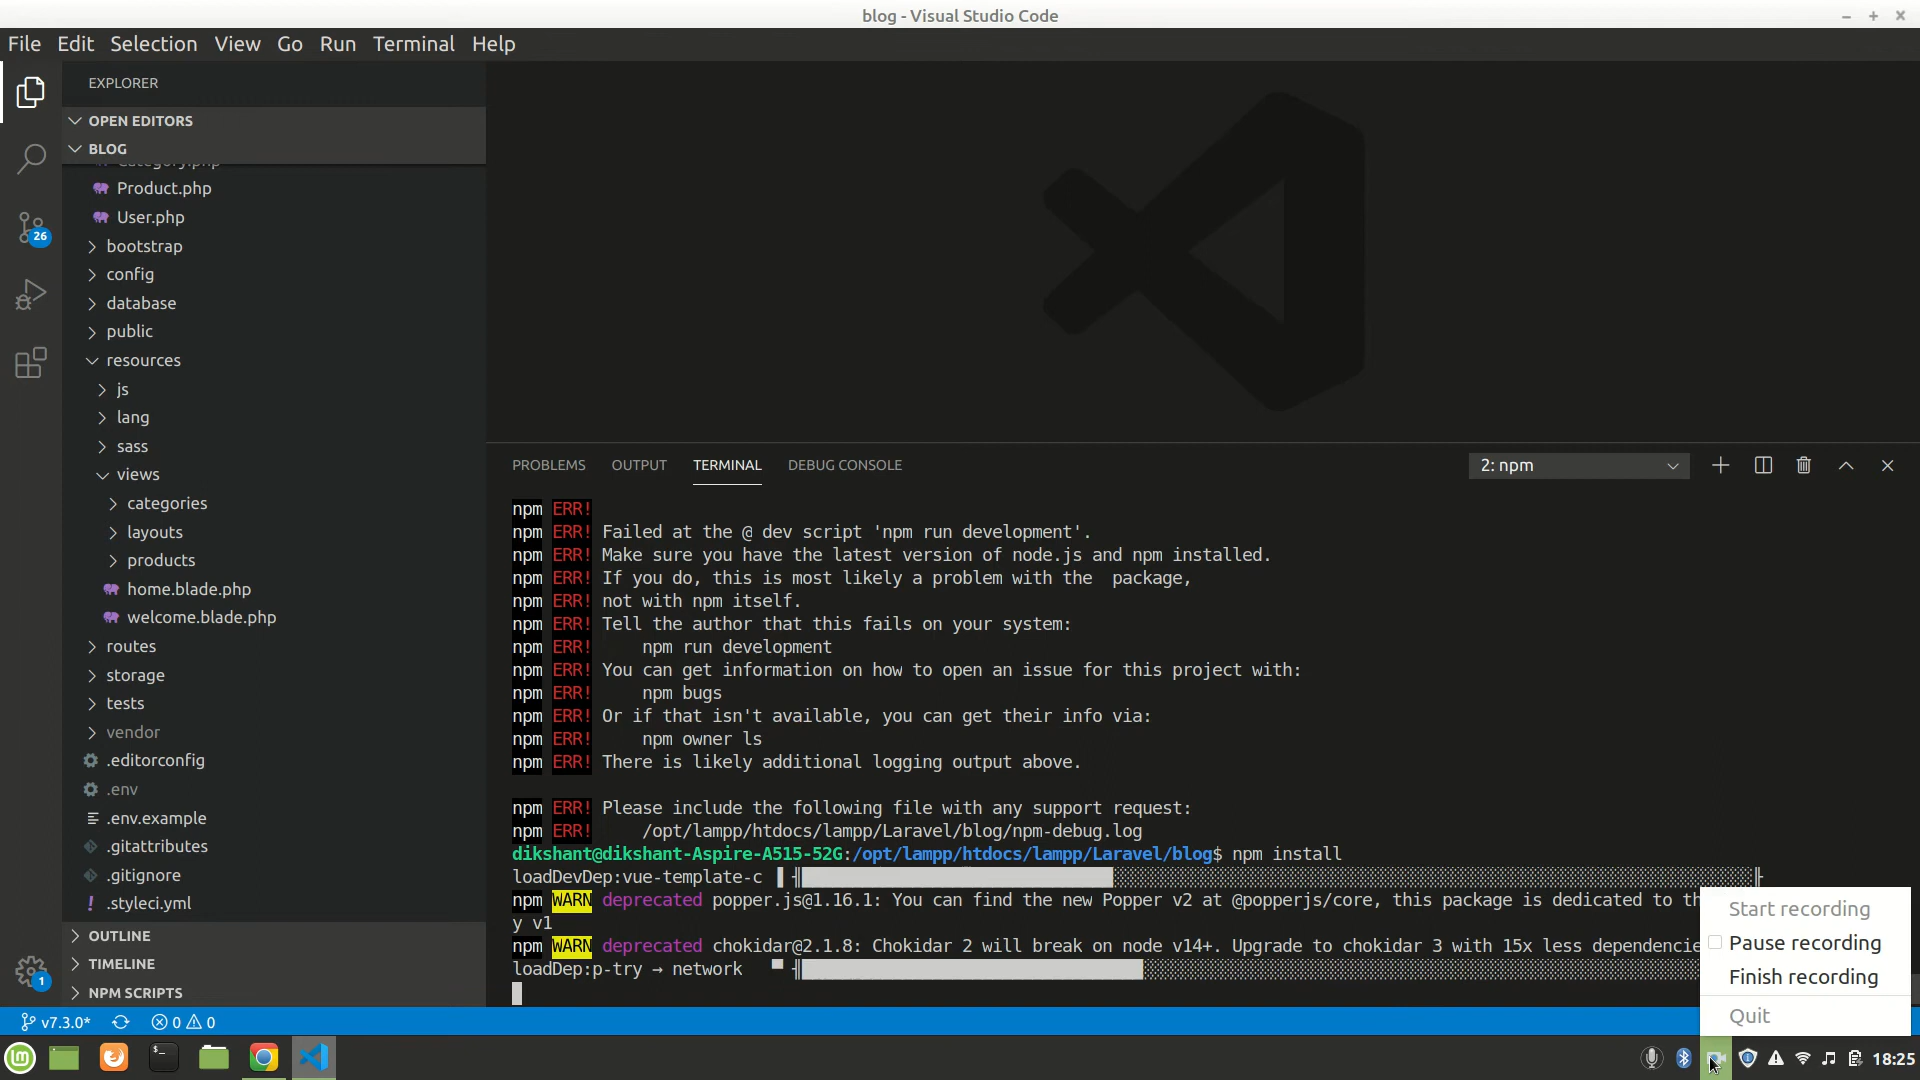 blog - Visual Studio Code
File Edit Selection View Go Run Terminal Help
EXPLORER
OPEN EDITORS
BLOG
Category.php
Product.php
User.php
bootstrap
config
database
public
resources
js
lang
sass
views
categories
layouts
products
home.blade.php
welcome.blade.php
routes
storage
tests
vendor
.editorconfig
.env
.env.example
.gitattributes
.gitignore
.styleci.yml
OUTLINE
TIMELINE
NPM SCRIPTS
26
1
PROBLEMS OUTPUT TERMINAL DEBUG CONSOLE 2: npm
npm ERR!
npm ERR! Failed at the @ dev script 'npm run development'.
npm ERR! Make sure you have the latest version of node.js and npm installed.
npm ERR! If you do, this is most likely a problem with the  package,
npm ERR! not with npm itself.
npm ERR! Tell the author that this fails on your system:
npm ERR!     npm run development
npm ERR! You can get information on how to open an issue for this project with:
npm ERR!     npm bugs
npm ERR! Or if that isn't available, you can get their info via:
npm ERR!     npm owner ls
npm ERR! There is likely additional logging output above.
npm ERR! Please include the following file with any support request:
npm ERR!     /opt/lampp/htdocs/lampp/Laravel/blog/npm-debug.log
dikshant@dikshant-Aspire-A515-52G:/opt/lampp/htdocs/lampp/Laravel/blog$ npm install
loadDevDep:vue-template-c
npm WARN deprecated popper.js@1.16.1: You can find the new Popper v2 at @popperjs/core, this package is dedicated to th
y v1
npm WARN deprecated chokidar@2.1.8: Chokidar 2 will break on node v14+. Upgrade to chokidar 3 with 15x less dependencie
loadDep:p-try → network
Start recording
Pause recording
Finish recording
Quit
v7.3.0* 0 0
18:25